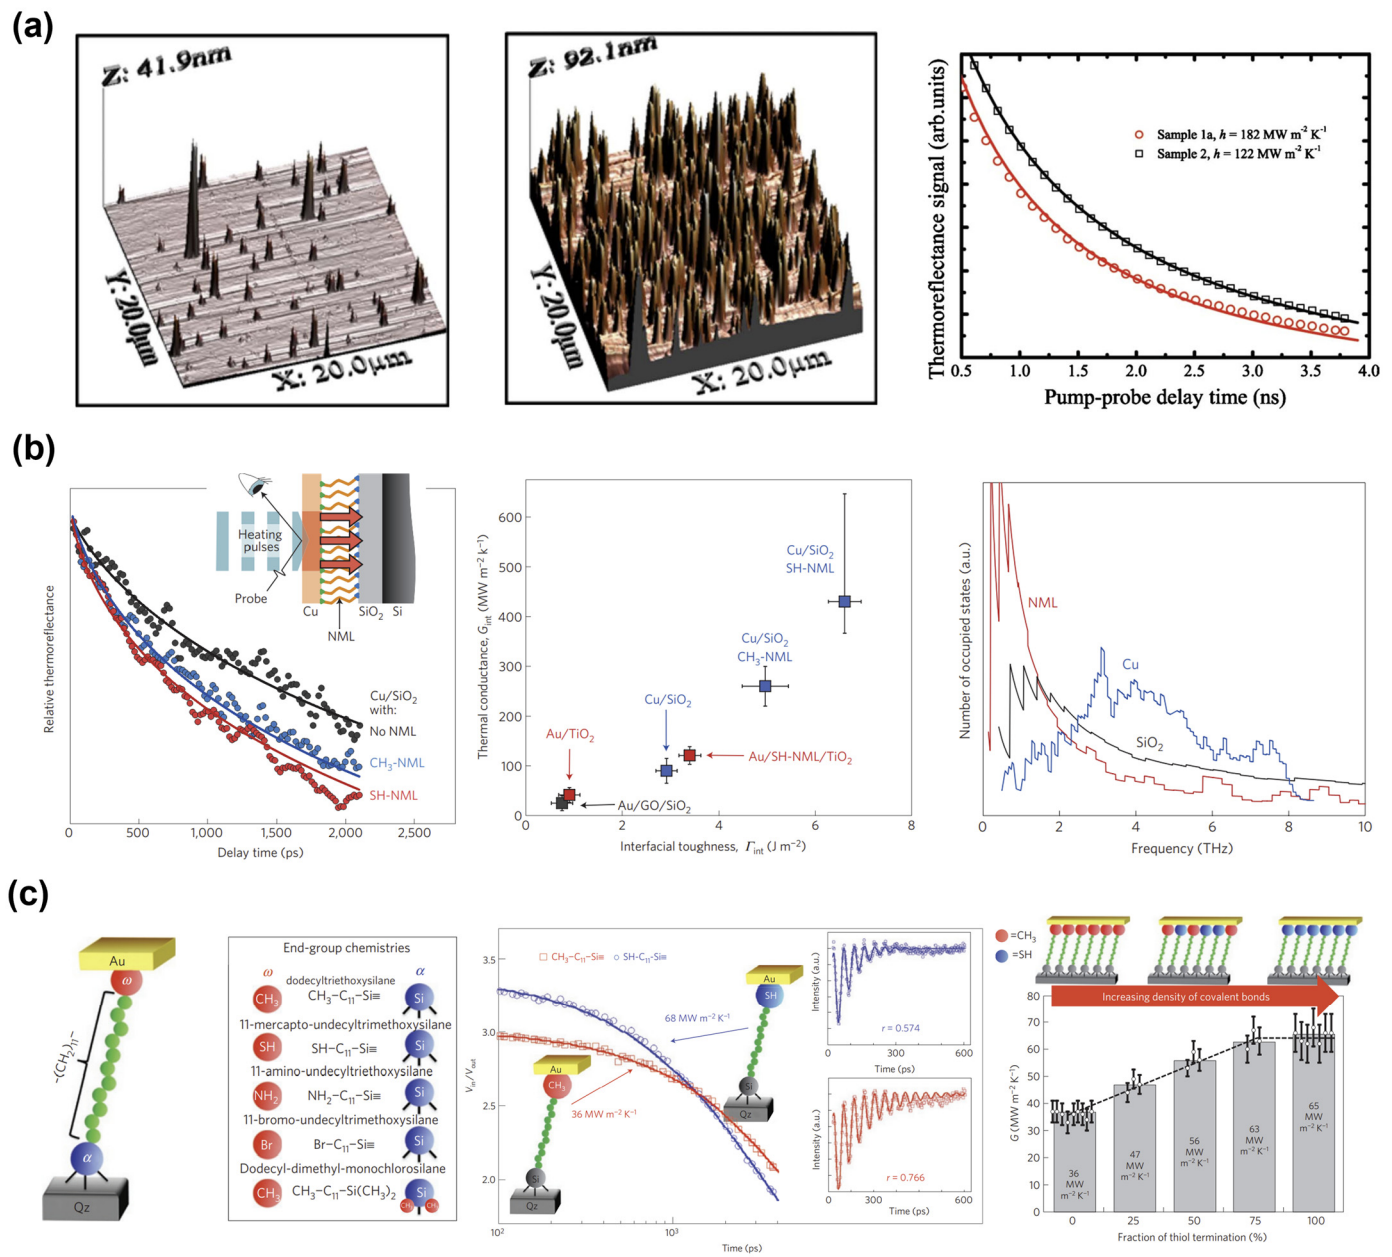 (a)
Z: 41.9nm
Y: 20.0μm
X: 20.0μm
Z: 92.1nm
Y: 20.0μm
X: 20.0μm
Thermoreflectance signal (arb.units)
Sample 1a, h = 182 MW m⁻² K⁻¹
Sample 2, h = 122 MW m⁻² K⁻¹
0.5 1.0 1.5 2.0 2.5 3.0 3.5 4.0
Pump-probe delay time (ns)
(b)
Relative thermoreflectance
Heating
pulses
Probe
Cu
NML
SiO₂
Si
Cu/SiO₂
with:
No NML
CH₃-NML
SH-NML
0 500 1,000 1,500 2,000 2,500
Delay time (ps)
Thermal conductance, G_int (MW m⁻² k⁻¹)
600
500
400
300
200
100
0
Cu/SiO₂
SH-NML
Cu/SiO₂
CH₃-NML
Cu/SiO₂
Au/TiO₂
Au/SH-NML/TiO₂
Au/GO/SiO₂
0 2 4 6 8
Interfacial toughness, Γ_int (J m⁻²)
Number of occupied states (a.u.)
NML
Cu
SiO₂
0 2 4 6 8 10
Frequency (THz)
(c)
Au
ω
-(CH₂)₁₁-
α
Qz
End-group chemistries
ω α
dodecyltriethoxysilane
CH₃ CH₃−C₁₁−Si≡ Si
11-mercapto-undecyltrimethoxysilane
SH SH−C₁₁−Si≡ Si
11-amino-undecyltriethoxysilane
NH₂ NH₂−C₁₁−Si≡ Si
11-bromo-undecyltrimethoxysilane
Br Br−C₁₁−Si≡ Si
Dodecyl-dimethyl-monochlorosilane
CH₂ CH₃−C₁₁−Si(CH₃)₂ Si
CH₃ CH₃
V_in/V_out
3.5
3.0
2.5
2.0
CH₃−C₁₁−Si≡ SH−C₁₁−Si≡
68 MW m⁻² K⁻¹
36 MW m⁻² K⁻¹
Au
CH₃
Si
Qz
Au
SH
Si
Qz
10² 10³
Time (ps)
Intensity (a.u.)
r = 0.574
0 300 600
Time (ps)
Intensity (a.u.)
r = 0.766
0 300 600
Time (ps)
=CH₃
=SH
Increasing density of covalent bonds
G (MW m⁻² K⁻¹)
80
70
60
50
40
30
20
10
0
36
MW
m⁻² K⁻¹
47
MW
m⁻² K⁻¹
56
MW
m⁻² K⁻¹
63
MW
m⁻² K⁻¹
65
MW
m⁻² K⁻¹
0 25 50 75 100
Fraction of thiol termination (%)